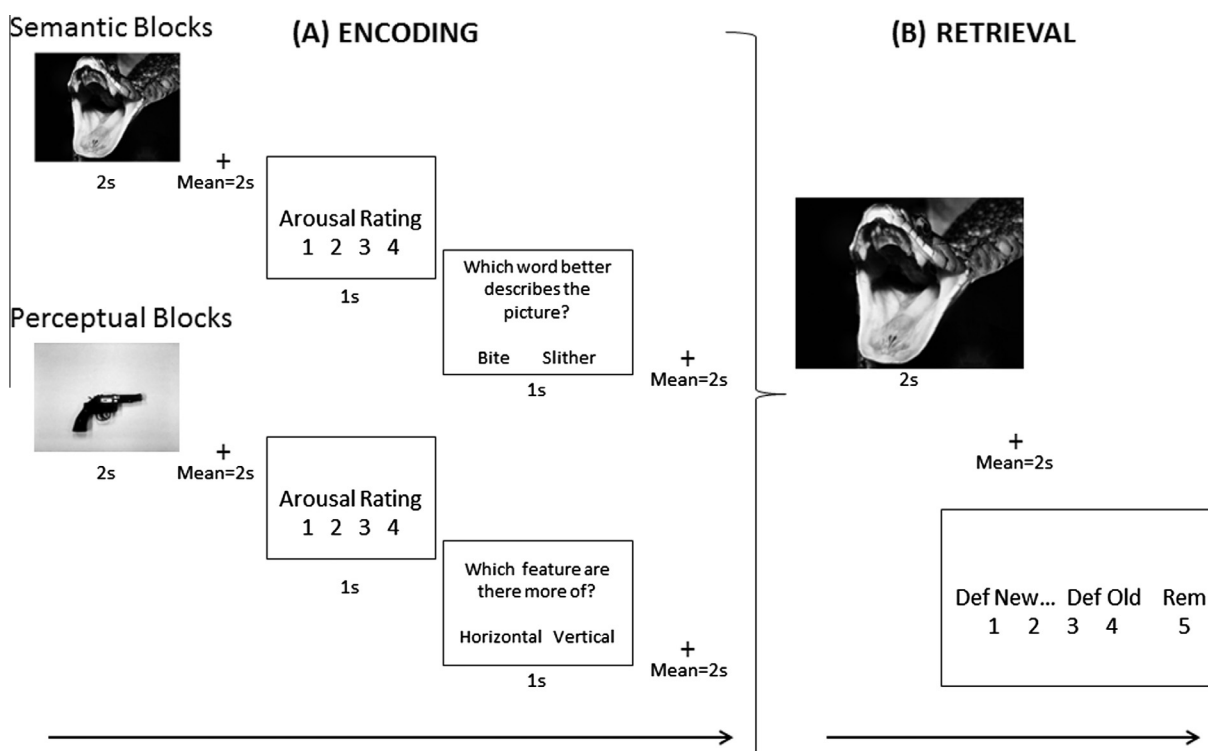 Semantic Blocks
(A) ENCODING
2s
+
Mean=2s
Arousal Rating
1 2 3 4
1s
Which word better
describes the
picture?
Bite Slither
1s
+
Mean=2s
Perceptual Blocks
2s
+
Mean=2s
Arousal Rating
1 2 3 4
1s
Which feature are
there more of?
Horizontal Vertical
1s
+
Mean=2s
(B) RETRIEVAL
2s
+
Mean=2s
Def New... Def Old Rem
1 2 3 4 5